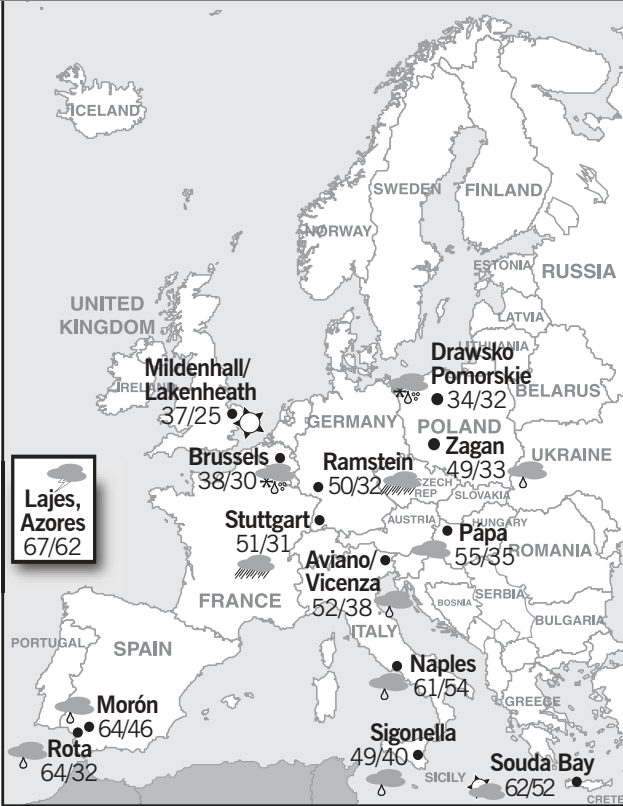 ICELAND
SWEDEN
FINLAND
NORWAY
ESTONIA
RUSSIA
LATVIA
UNITED
KINGDOM
LITHUANIA
Drawsko
Pomorskie
34/32
Mildenhall/
Lakenheath
37/25
IRELAND
BELARUS
GERMANY
POLAND
Zagan
49/33
UKRAINE
Brussels
38/30
Ramstein
50/32
CZECH
REP
SLOVAKIA
Lajes,
Azores
67/62
Stuttgart
51/31
AUSTRIA
HUNGARY
Pápa
55/35
ROMANIA
Aviano/
Vicenza
52/38
FRANCE
BOSNIA
SERBIA
BULGARIA
ITALY
PORTUGAL
SPAIN
Naples
61/54
GREECE
Morón
64/46
Rota
64/32
Sigonella
49/40
SICILY
Souda Bay
62/52
CRETE